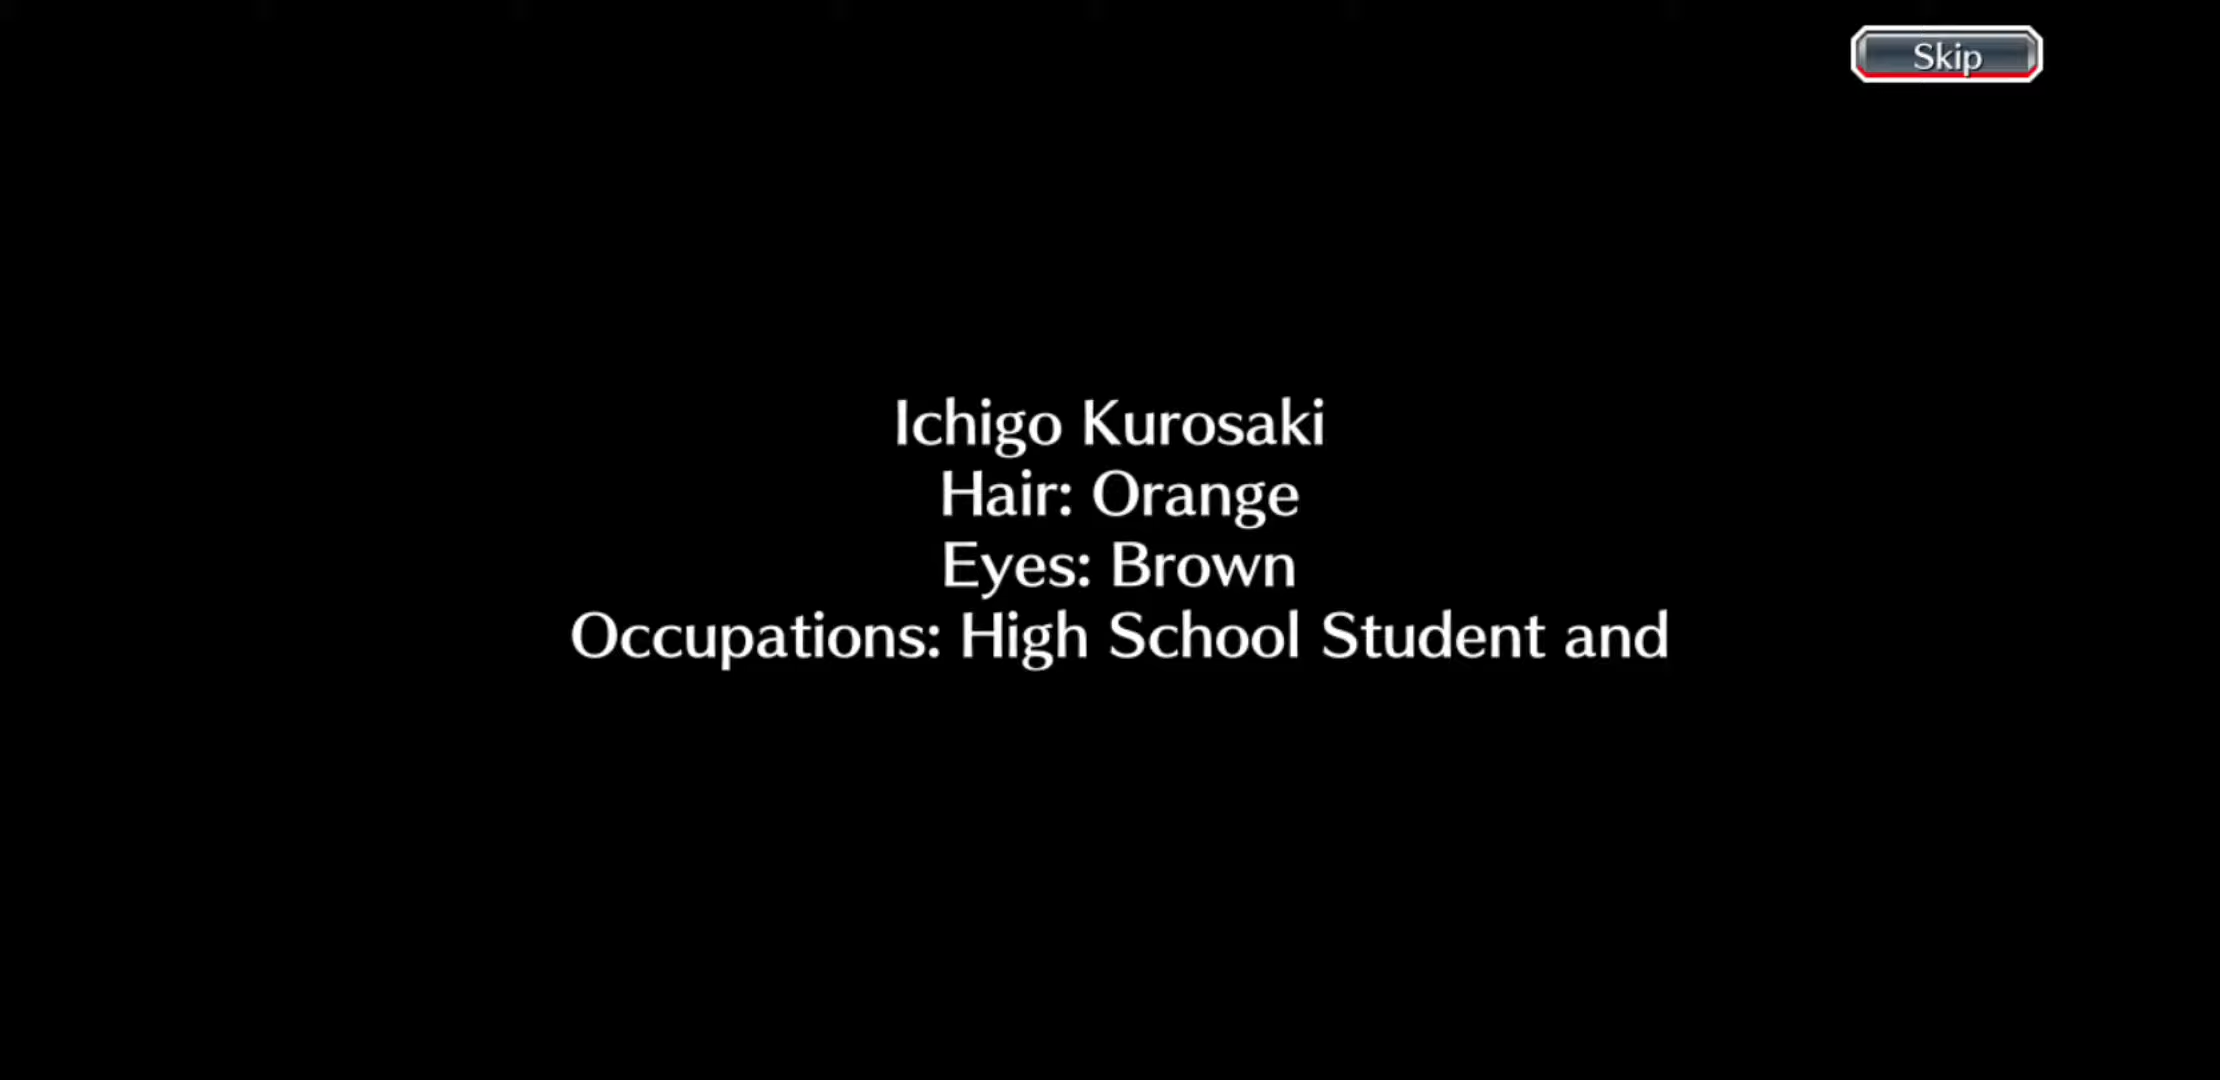 Skip
Ichigo Kurosaki
Hair: Orange
Eyes: Brown
Occupations: High School Student and